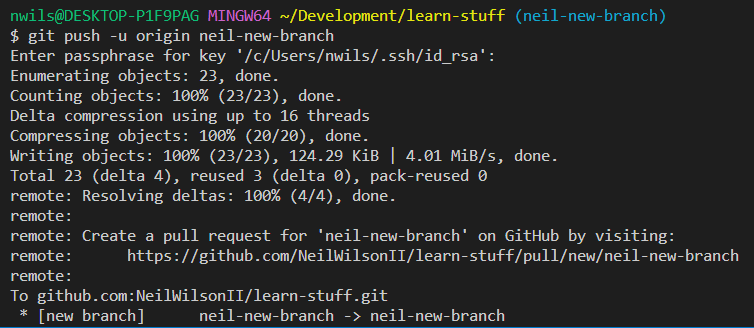 nwils@DESKTOP-P1F9PAG MINGW64 ~/Development/learn-stuff (neil-new-branch)
$ git push -u origin neil-new-branch
Enter passphrase for key '/c/Users/nwils/.ssh/id_rsa':
Enumerating objects: 23, done.
Counting objects: 100% (23/23), done.
Delta compression using up to 16 threads
Compressing objects: 100% (20/20), done.
Writing objects: 100% (23/23), 124.29 KiB | 4.01 MiB/s, done.
Total 23 (delta 4), reused 3 (delta 0), pack-reused 0
remote: Resolving deltas: 100% (4/4), done.
remote:
remote: Create a pull request for 'neil-new-branch' on GitHub by visiting:
remote:      https://github.com/NeilWilsonII/learn-stuff/pull/new/neil-new-branch
remote:
To github.com:NeilWilsonII/learn-stuff.git
 * [new branch]      neil-new-branch -> neil-new-branch